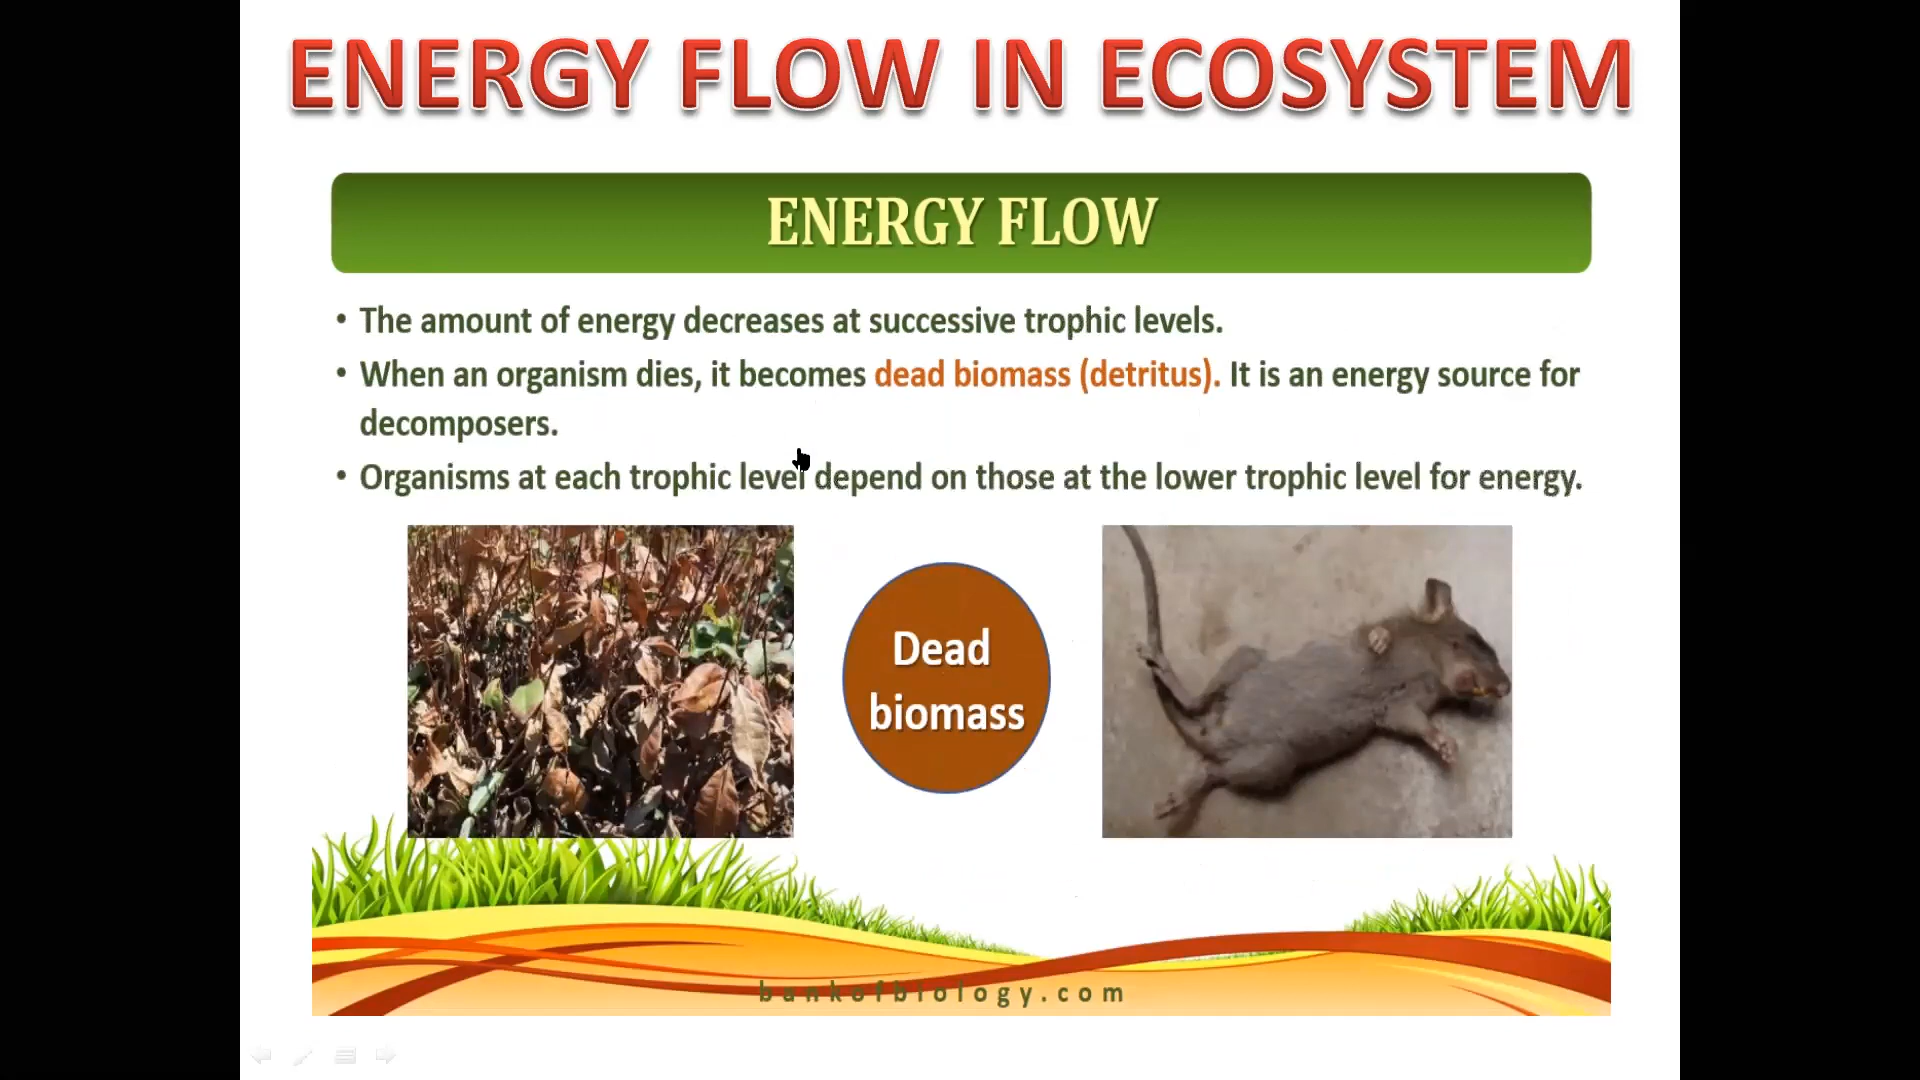 ENERGY FLOW IN ECOSYSTEM
ENERGY FLOW
• The amount of energy decreases at successive trophic levels.
• When an organism dies, it becomes dead biomass (detritus). It is an energy source for
decomposers.
• Organisms at each trophic level depend on those at the lower trophic level for energy.
Dead
biomass
bankofbiology.com